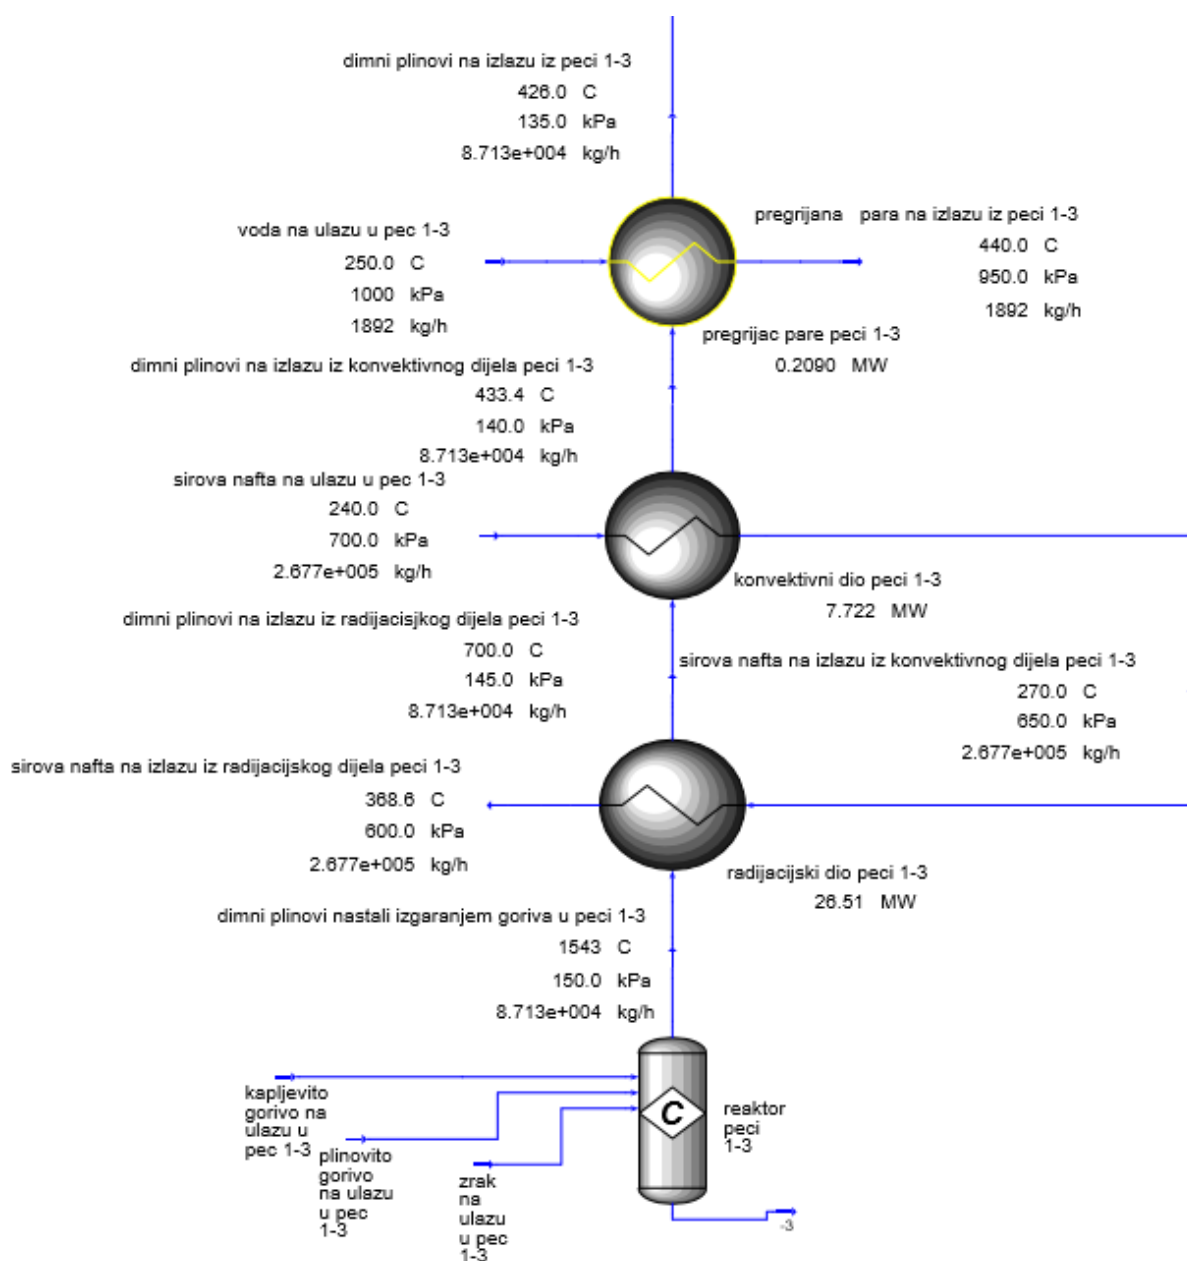 dimni plinovi na izlazu iz peci 1-3
426.0 C
135.0 kPa
8.713e+004 kg/h
voda na ulazu u pec 1-3
250.0 C
1000 kPa
1892 kg/h
pregrijana para na izlazu iz peci 1-3
440.0 C
950.0 kPa
1892 kg/h
pregrijac pare peci 1-3
0.2090 MW
dimni plinovi na izlazu iz konvektivnog dijela peci 1-3
433.4 C
140.0 kPa
8.713e+004 kg/h
sirova nafta na ulazu u pec 1-3
240.0 C
700.0 kPa
2.677e+005 kg/h
konvektivni dio peci 1-3
7.722 MW
dimni plinovi na izlazu iz radijacisjkog dijela peci 1-3
700.0 C
145.0 kPa
8.713e+004 kg/h
sirova nafta na izlazu iz konvektivnog dijela peci 1-3
270.0 C
650.0 kPa
2.677e+005 kg/h
sirova nafta na izlazu iz radijacijskog dijela peci 1-3
368.6 C
600.0 kPa
2.677e+005 kg/h
radijacijski dio peci 1-3
26.51 MW
dimni plinovi nastali izgaranjem goriva u peci 1-3
1543 C
150.0 kPa
8.713e+004 kg/h
kapljevito
gorivo na
ulazu u
pec 1-3
plinovito
gorivo
na ulazu
u pec
1-3
zrak
na
ulazu
u pec
1-3
C
reaktor
peci
1-3
-3